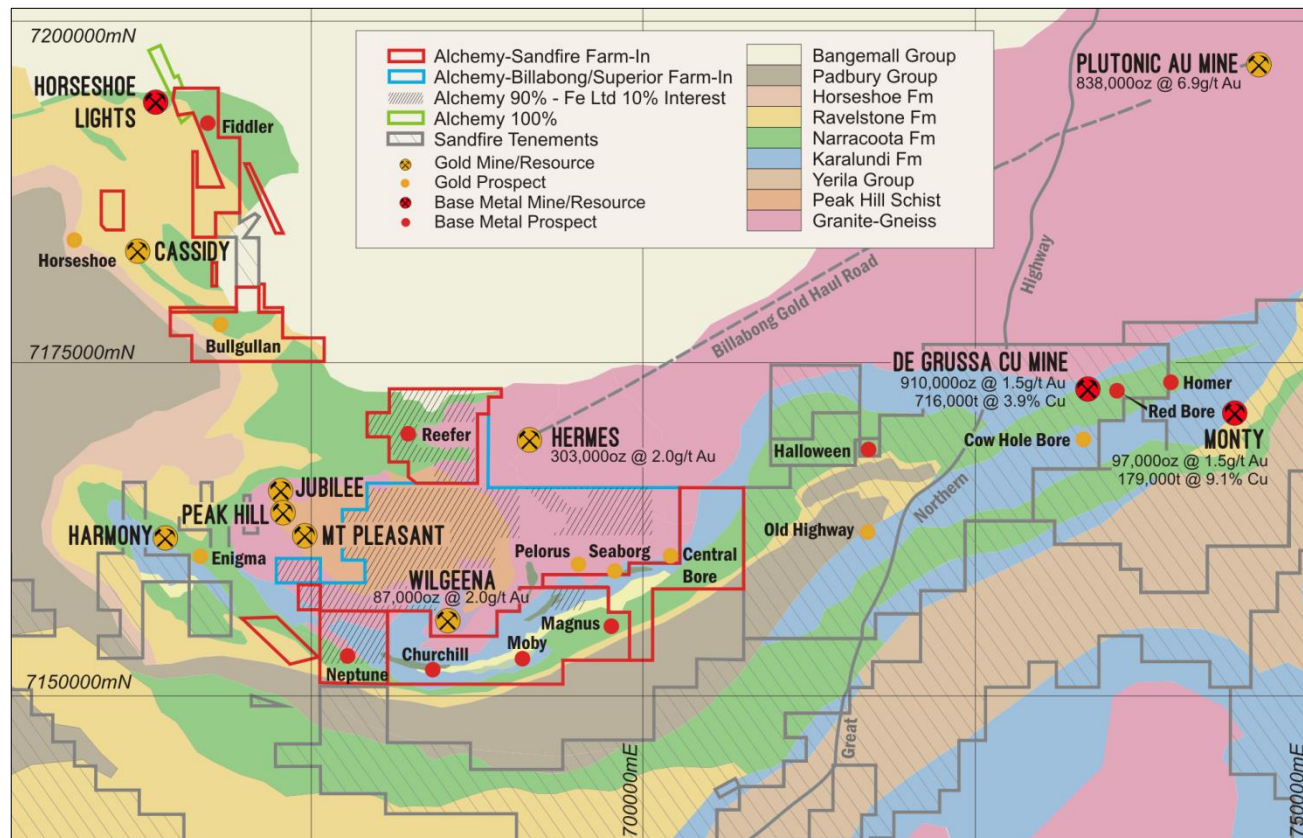 7200000mN
HORSESHOE
LIGHTS
Fiddler
Alchemy-Sandfire Farm-In
Alchemy-Billabong/Superior Farm-In
Alchemy 90% - Fe Ltd 10% Interest
Alchemy 100%
Sandfire Tenements
Gold Mine/Resource
Gold Prospect
Base Metal Mine/Resource
Base Metal Prospect
Bangemall Group
Padbury Group
Horseshoe Fm
Ravelstone Fm
Narracoota Fm
Karalundi Fm
Yerila Group
Peak Hill Schist
Granite-Gneiss
PLUTONIC AU MINE
838,000oz @ 6.9g/t Au
Horseshoe
CASSIDY
Bullgullan
Billabong Gold Haul Road
Highway
7175000mN
DE GRUSSA CU MINE
910,000oz @ 1.5g/t Au
716,000t @ 3.9% Cu
Homer
Red Bore
Cow Hole Bore
MONTY
97,000oz @ 1.5g/t Au
179,000t @ 9.1% Cu
Reefer
HERMES
303,000oz @ 2.0g/t Au
Halloween
Northern
JUBILEE
PEAK HILL
MT PLEASANT
HARMONY
Enigma
Old Highway
Pelorus
Seaborg
Central
Bore
WILGEENA
87,000oz @ 2.0g/t Au
Magnus
Moby
Churchill
Neptune
7150000mN
Great
700000mE
750000mE